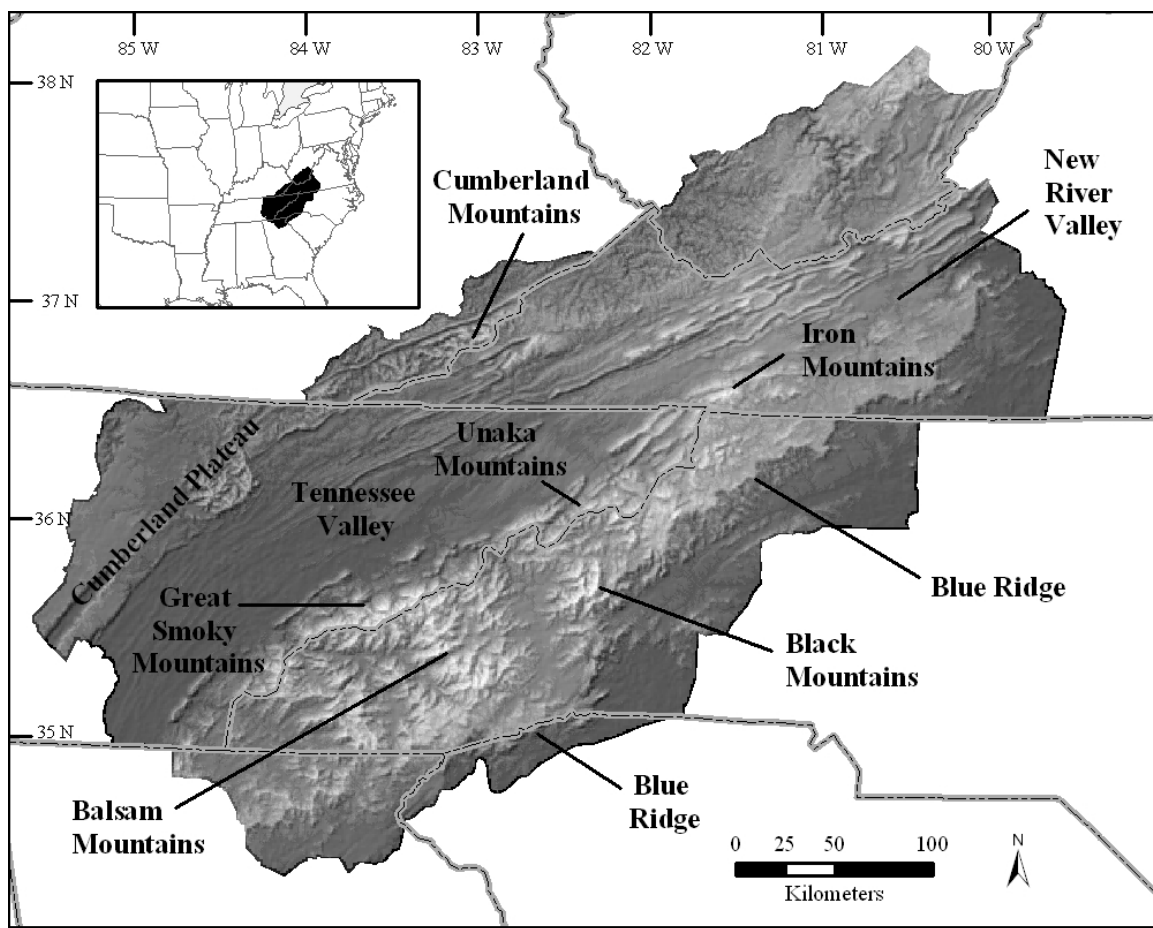 85 W
84 W
83 W
82 W
81 W
80 W
38 N
37 N
36 N
35 N
Cumberland
Mountains
New
River
Valley
Iron
Mountains
Unaka
Mountains
Cumberland Plateau
Tennessee
Valley
Great
Smoky
Mountains
Blue Ridge
Black
Mountains
Balsam
Mountains
Blue
Ridge
0 25 50 100
Kilometers
N